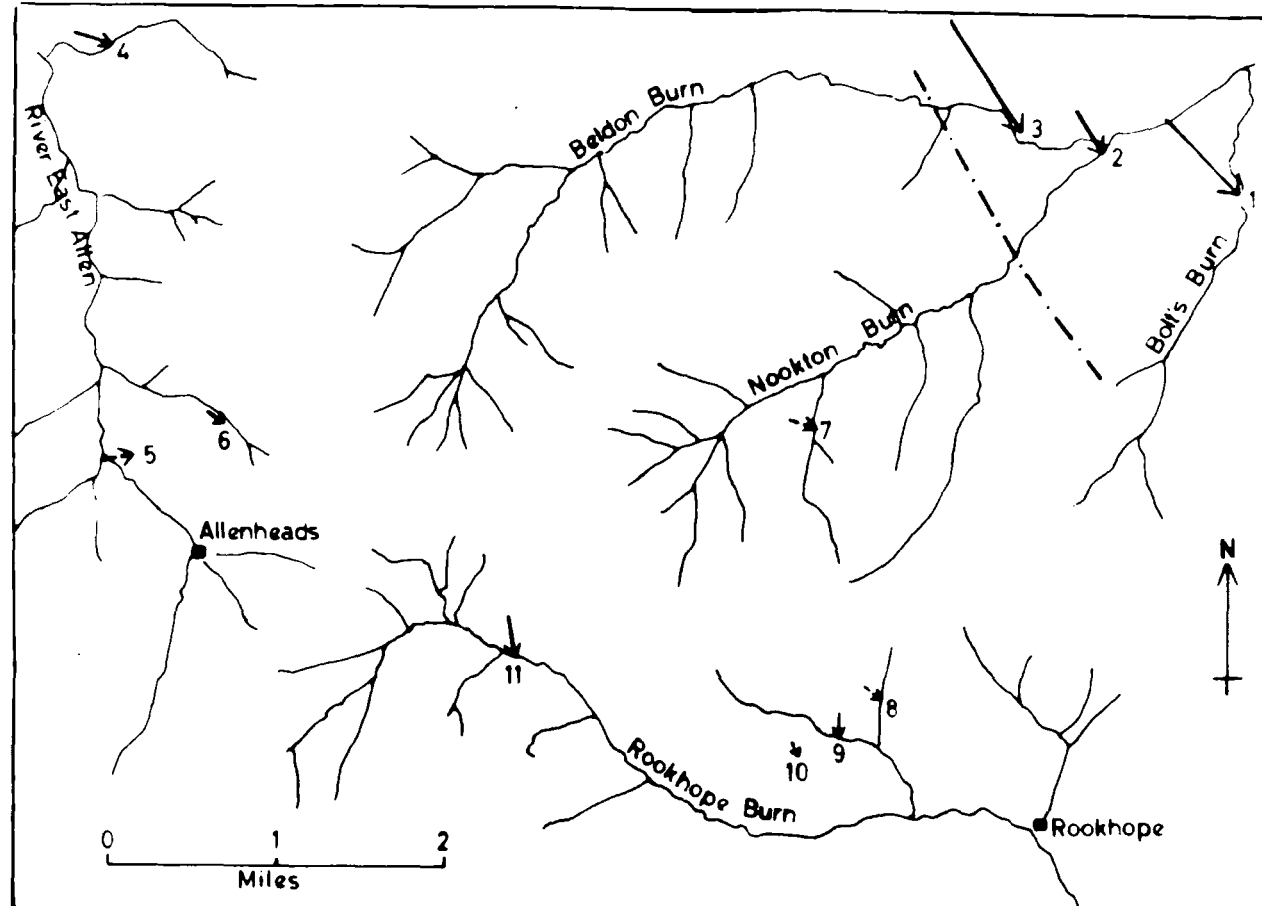 4
River East Allen
Beldon Burn
3
2
1
Bolt's Burn
Nookton Burn
7
6
5
Allenheads
N
11
8
9
10
Rookhope Burn
Rookhope
0 1 2
Miles